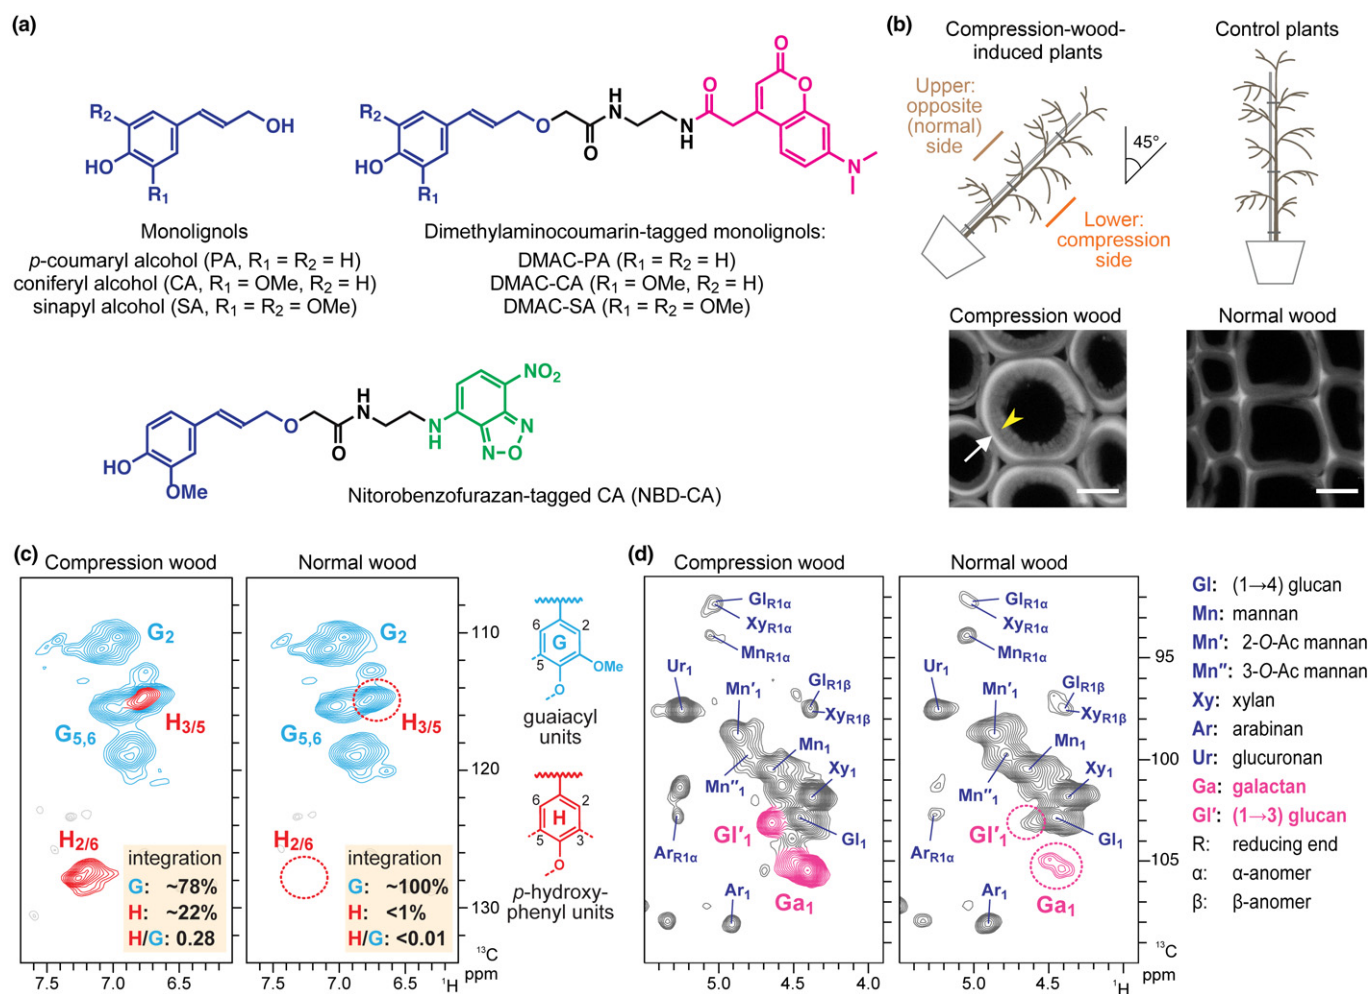 (a)
R2
OH
HO
R1
Monolignols
p-coumaryl alcohol (PA, R1 = R2 = H)
coniferyl alcohol (CA, R1 = OMe, R2 = H)
sinapyl alcohol (SA, R1 = R2 = OMe)
R2
HO
R1
O
O
H
N
N
H
O
O
O
N
Dimethylaminocoumarin-tagged monolignols:
DMAC-PA (R1 = R2 = H)
DMAC-CA (R1 = OMe, R2 = H)
DMAC-SA (R1 = R2 = OMe)
HO
OMe
O
O
H
N
N
H
NO2
N
N
O
Nitorobenzofurazan-tagged CA (NBD-CA)
(b)
Compression-wood-
induced plants
Control plants
Upper:
opposite
(normal)
side
45°
Lower:
compression
side
Compression wood
Normal wood
(c)
Compression wood
Normal wood
G2
H3/5
G5,6
H2/6
integration
G: ~78%
H: ~22%
H/G: 0.28
G2
H3/5
G5,6
H2/6
integration
G: ~100%
H: <1%
H/G: <0.01
110
120
130
13C
ppm
7.5
7.0
6.5
7.5
7.0
6.5
1H
6
2
G
5
OMe
O
guaiacyl
units
6
2
H
5
3
O
p-hydroxy-
phenyl units
(d)
Compression wood
Normal wood
GlR1α
XyR1α
MnR1α
Ur1
Mn′1
GlR1β
XyR1β
Mn1
Xy1
Mn″1
Gl′1
Gl1
ArR1α
Ga1
Ar1
GlR1α
XyR1α
MnR1α
Ur1
Mn′1
GlR1β
XyR1β
Mn1
Xy1
Mn″1
Gl′1
Gl1
ArR1α
Ga1
Ar1
95
100
105
13C
ppm
5.0
4.5
4.0
5.0
4.5
1H
Gl: (1→4) glucan
Mn: mannan
Mn′: 2-O-Ac mannan
Mn″: 3-O-Ac mannan
Xy: xylan
Ar: arabinan
Ur: glucuronan
Ga: galactan
Gl′: (1→3) glucan
R: reducing end
α: α-anomer
β: β-anomer